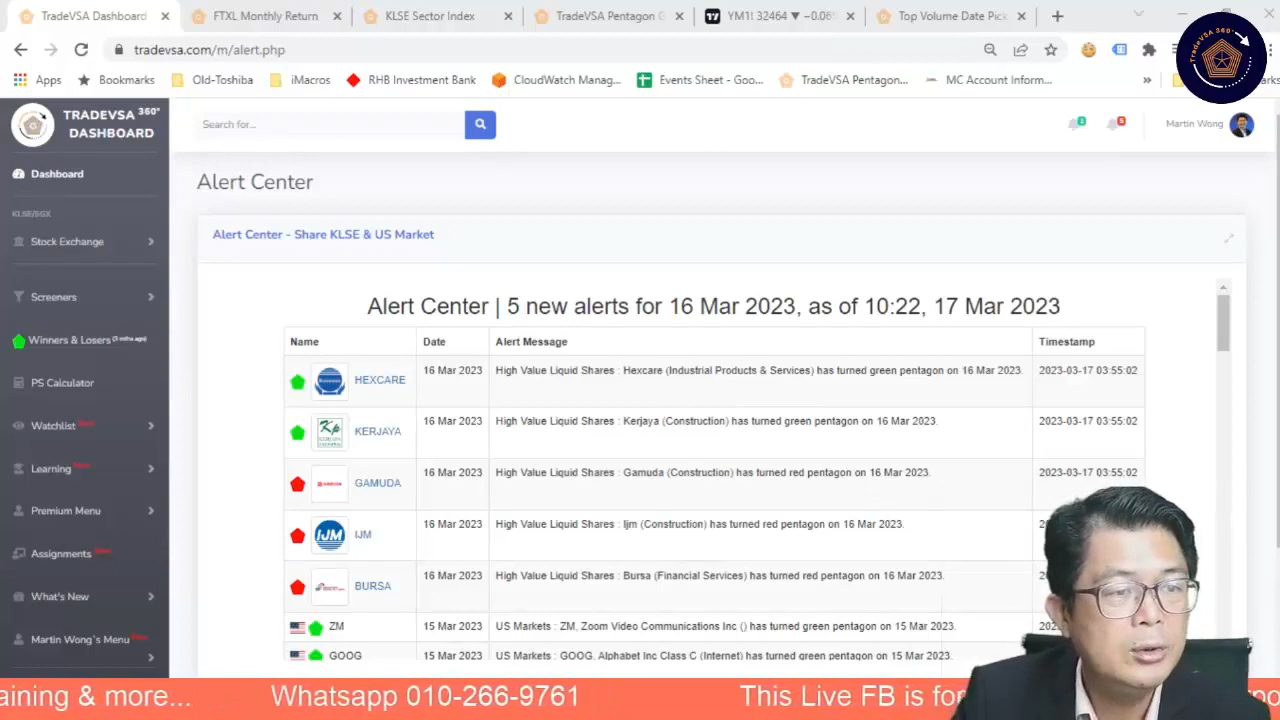 TradeVSA Dashboard
FTXL Monthly Return
KLSE Sector Index
TradeVSA Pentagon G
YM1! 32464 ▼ −0.06
Top Volume Date Pick
tradevsa.com/m/alert.php
Apps
Bookmarks
Old-Toshiba
iMacros
RHB Investment Bank
CloudWatch Manag...
Events Sheet - Goo...
TradeVSA Pentagon...
MC Account Inform...
»
TRADEVSA 360°
DASHBOARD
Search for...
Martin Wong
TradeVSA 360°
Dashboard
KLSE/SGX
Stock Exchange
Screeners
Winners & Losers (3 mths ago)
PS Calculator
Watchlist
Learning
Premium Menu
Assignments
What's New
Martin Wong`s Menu
Alert Center
Alert Center - Share KLSE & US Market
Alert Center | 5 new alerts for 16 Mar 2023, as of 10:22, 17 Mar 2023
Name Date Alert Message Timestamp
HEXCARE 16 Mar 2023 High Value Liquid Shares : Hexcare (Industrial Products & Services) has turned green pentagon on 16 Mar 2023. 2023-03-17 03:55:02
KERJAYA 16 Mar 2023 High Value Liquid Shares : Kerjaya (Construction) has turned green pentagon on 16 Mar 2023. 2023-03-17 03:55:02
GAMUDA 16 Mar 2023 High Value Liquid Shares : Gamuda (Construction) has turned red pentagon on 16 Mar 2023. 2023-03-17 03:55:02
IJM IJM 16 Mar 2023 High Value Liquid Shares : Ijm (Construction) has turned red pentagon on 16 Mar 2023. 20
BURSA 16 Mar 2023 High Value Liquid Shares : Bursa (Financial Services) has turned red pentagon on 16 Mar 2023. 20
ZM 15 Mar 2023 US Markets : ZM, Zoom Video Communications Inc () has turned green pentagon on 15 Mar 2023. 202
GOOG 15 Mar 2023 US Markets : GOOG, Alphabet Inc Class C (Internet) has turned green pentagon on 15 Mar 2023. 20
aining & more... Whatsapp 010-266-9761 This Live FB is for